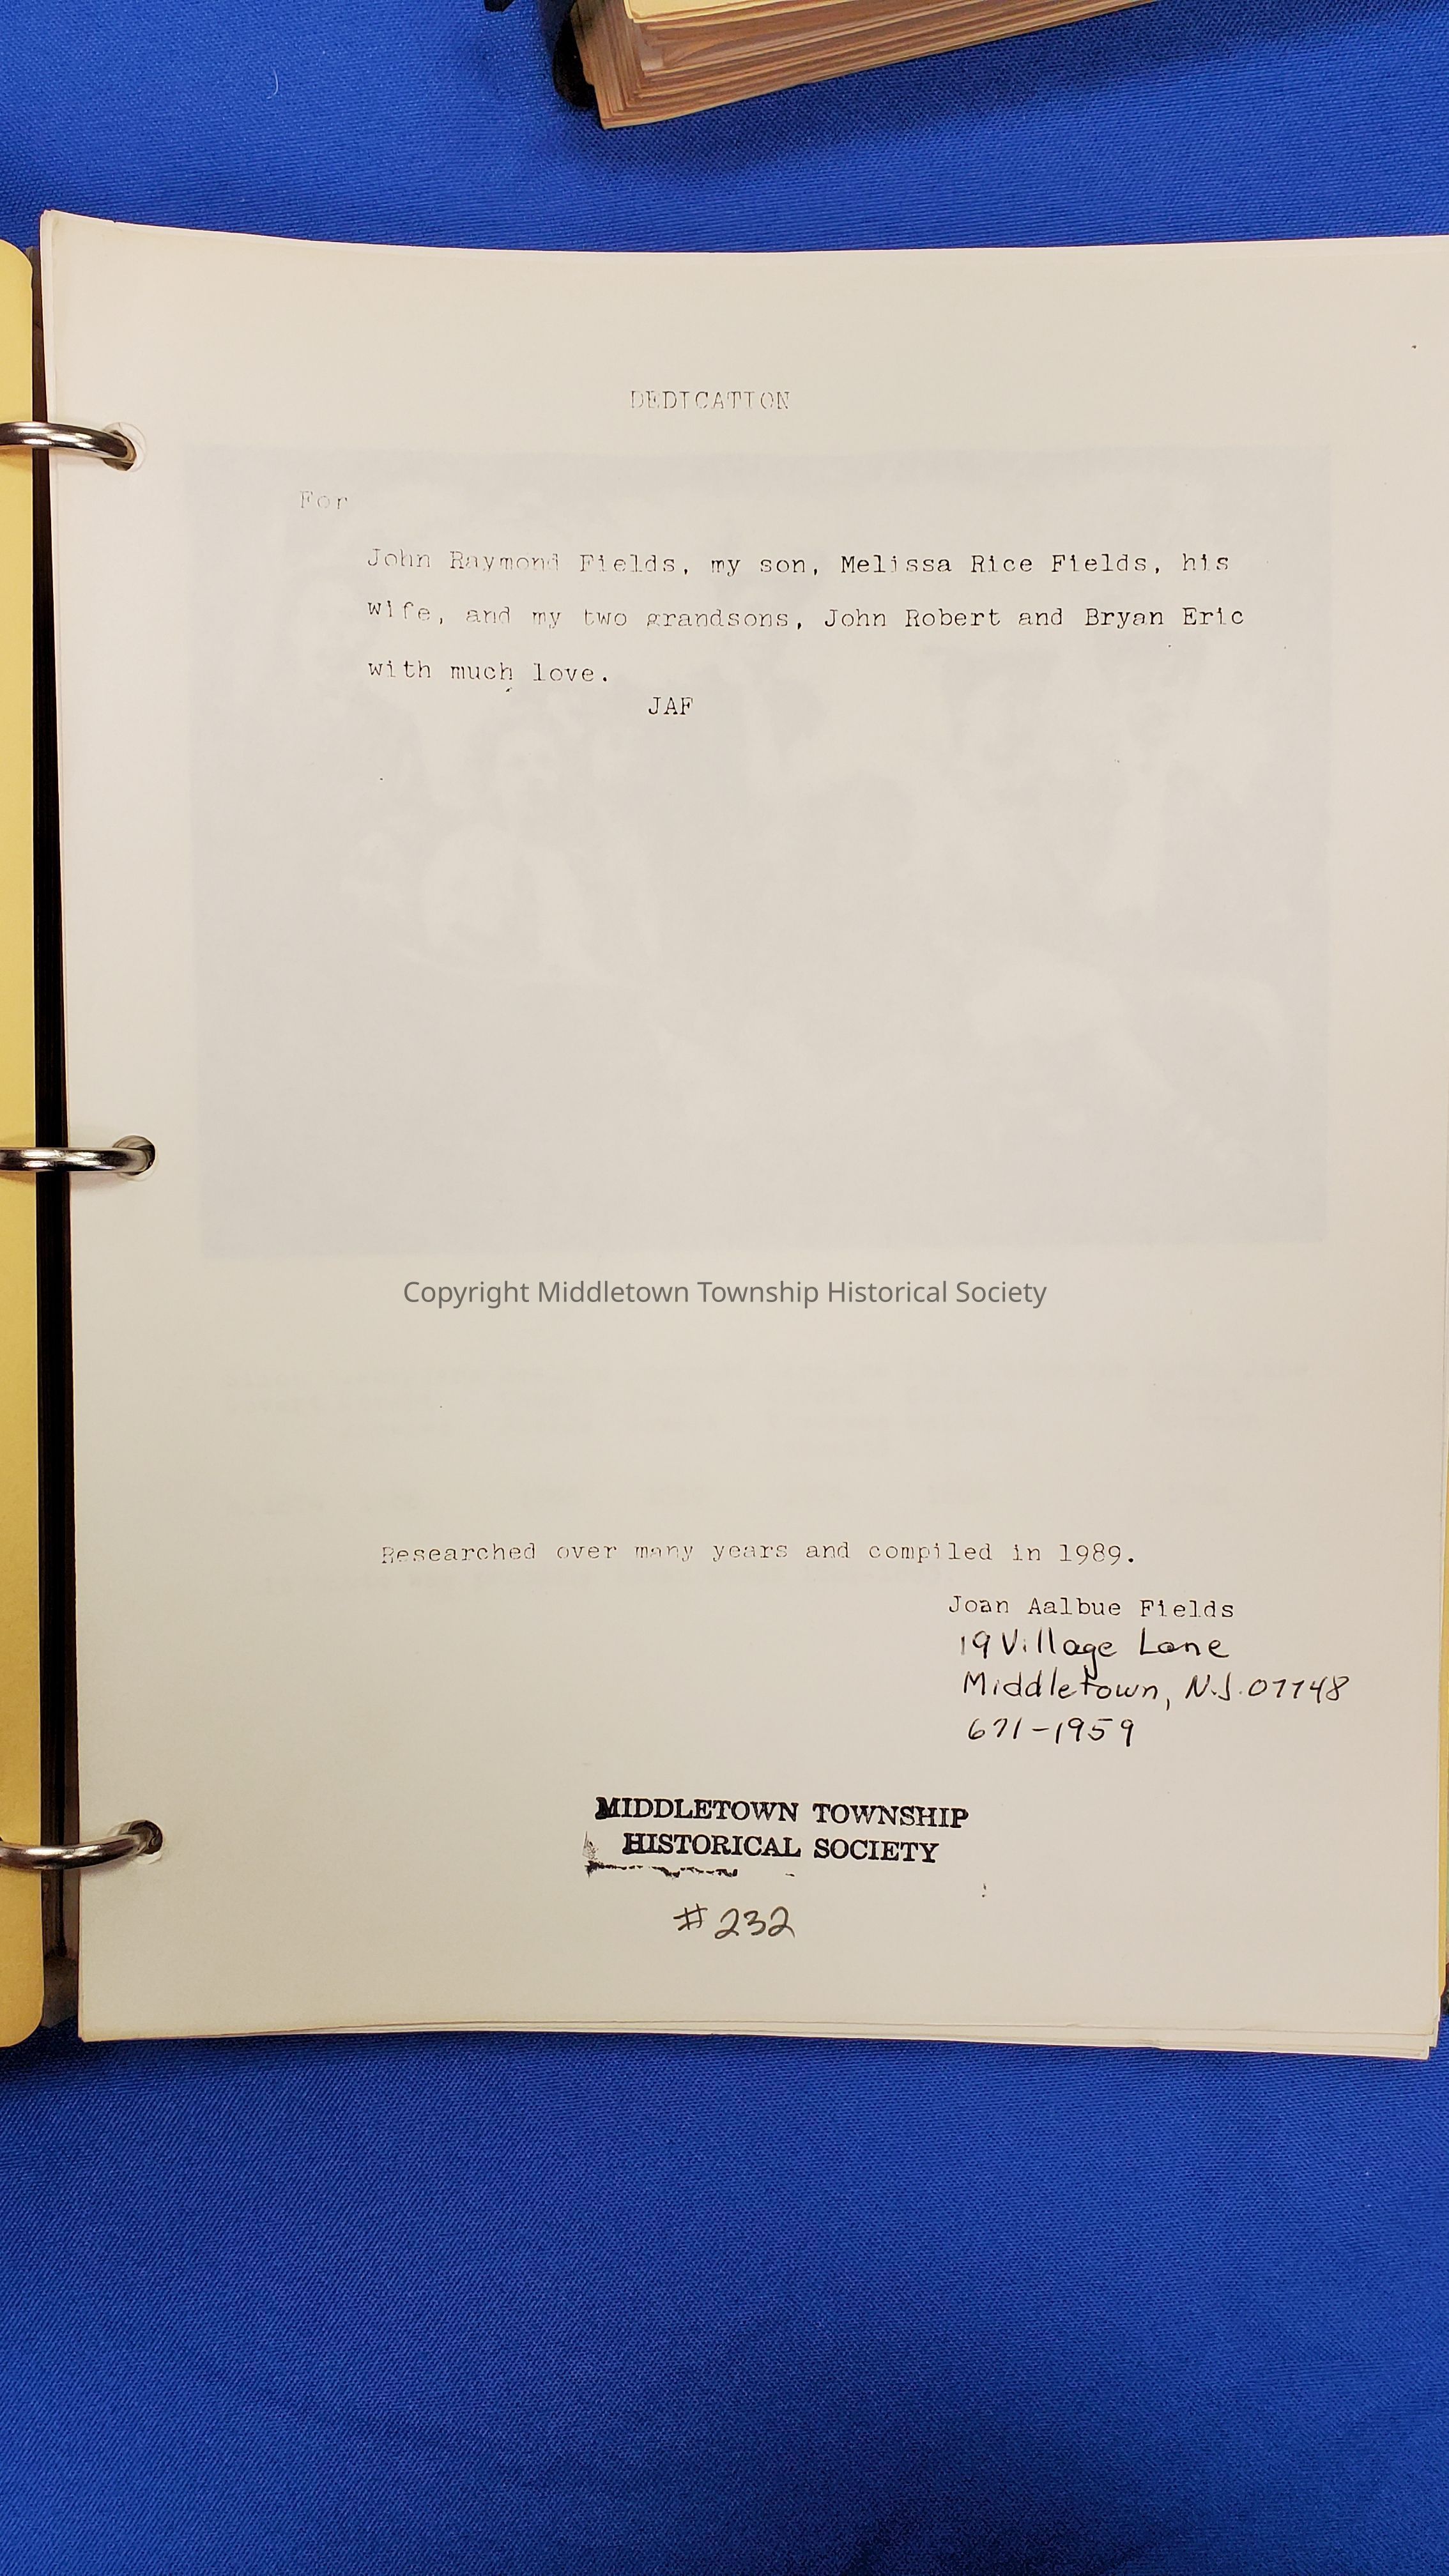 DEDICATION
For
John Raymond Fields, my son, Melissa Rice Fields, his
wife, and my two grandsons, John Robert and Bryan Eric
with much love.
JAF
Copyright Middletown Township Historical Society
Researched over many years and compiled in 1989.
Joan Aalbue Fields
19 Village Lane
Middletown, N.J. 07748
671-1959
MIDDLETOWN TOWNSHIP
HISTORICAL SOCIETY
#232